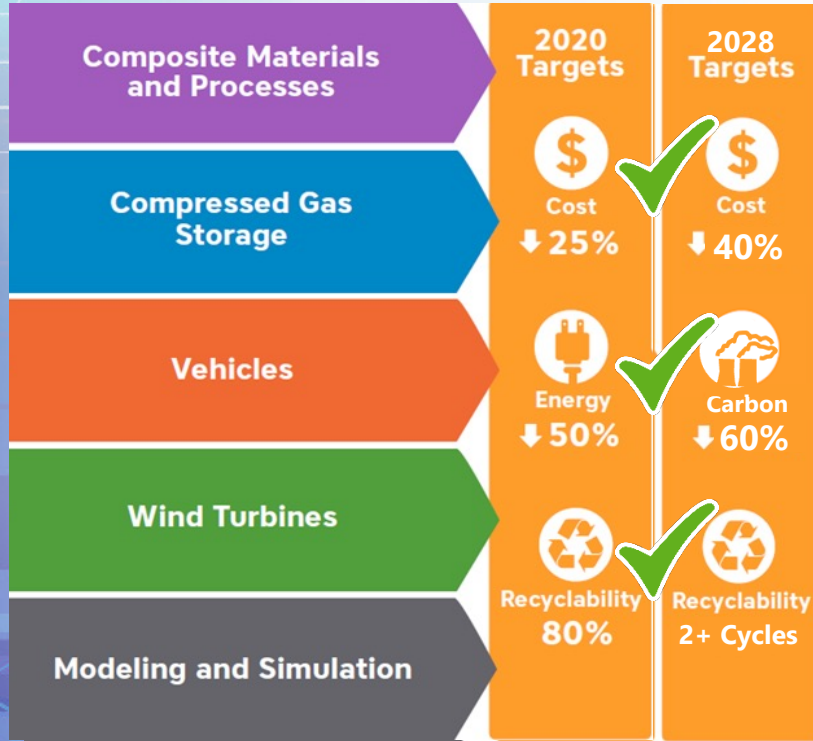 Composite Materials
and Processes
Compressed Gas
Storage
Vehicles
Wind Turbines
Modeling and Simulation
2020
Targets
$
Cost
25%
Energy
50%
Recyclability
80%
2028
Targets
$
Cost
40%
Carbon
60%
Recyclability
2+ Cycles